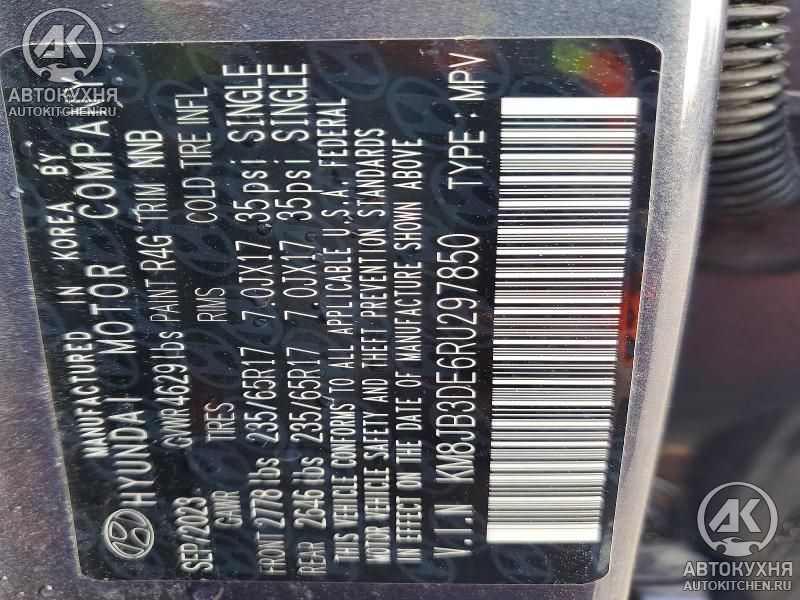 MANUFACTURED IN KOREA BY
HYUNDAI MOTOR COMPANY
SEP/2023 GVWR 4629 lbs PAINT R4G TRIM NNB
GAWR TIRES RIMS COLD TIRE INFL
FRONT 2778 lbs 235/65R17 7.0JX17 35psi SINGLE
REAR 2646 lbs 235/65R17 7.0JX17 35psi SINGLE
THIS VEHICLE CONFORMS TO ALL APPLICABLE U.S.A. FEDERAL
MOTOR VEHICLE SAFETY AND THEFT PREVENTION STANDARDS
IN EFFECT ON THE DATE OF MANUFACTURE SHOWN ABOVE
V.I.N KM8JB3DE6RU297850 TYPE : MPV
АК
АВТОКУХНЯ
AUTOKITCHEN.RU
АК
АВТОКУХНЯ
AUTOKITCHEN.RU